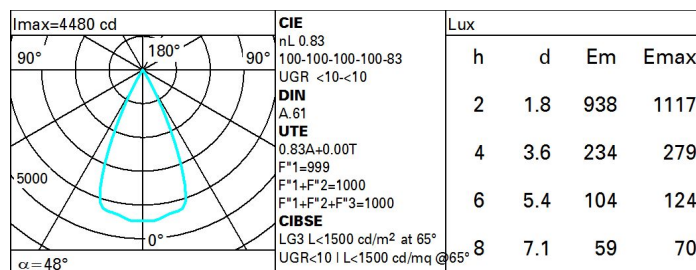 Imax=4480 cd
90° 180° 90°
5000
0°
α=48°
CIE
nL 0.83
100-100-100-100-83
UGR <10-<10
DIN
A.61
UTE
0.83A+0.00T
F"1=999
F"1+F"2=1000
F"1+F"2+F"3=1000
CIBSE
LG3 L<1500 cd/m² at 65°
UGR<10 | L<1500 cd/mq @65°
Lux
h d Em Emax
2 1.8 938 1117
4 3.6 234 279
6 5.4 104 124
8 7.1 59 70